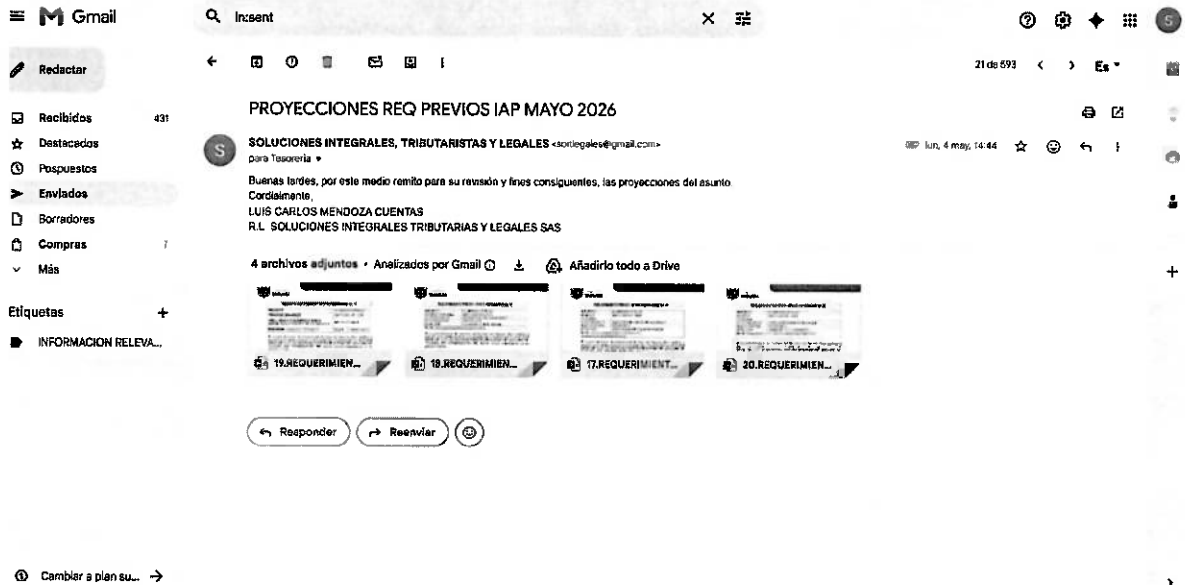 Gmail
In:sent
Redactar
21 de 593
Es
Recibidos 431
Destacados
Pospuestos
Enviados
Borradores
Compras 7
Más
Etiquetas
INFORMACION RELEVA...
PROYECCIONES REQ PREVIOS IAP MAYO 2026
S
S
SOLUCIONES INTEGRALES, TRIBUTARISTAS Y LEGALES
lun, 4 may, 14:44
para Tesoreria
Buenas tardes, por este medio remito para su revisión y fines consiguientes, las proyecciones del asunto.
Cordialmente,
LUIS CARLOS MENDOZA CUENTAS
R.L. SOLUCIONES INTEGRALES TRIBUTARIAS Y LEGALES SAS
4 archivos adjuntos • Analizados por Gmail
Añadirlo todo a Drive
19.REQUERIMIEN...
18.REQUERIMIEN...
17.REQUERIMIENT...
20.REQUERIMIEN...
Responder
Reenviar
Cambiar a plan su...